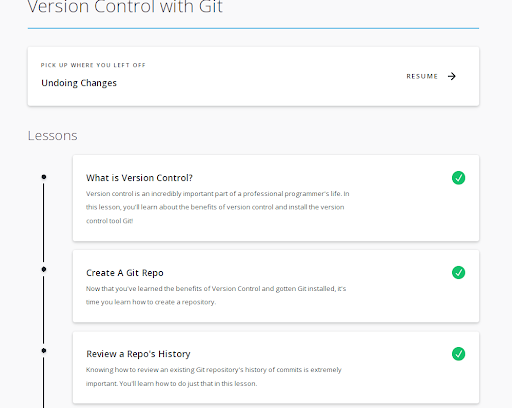 Version Control with Git
PICK UP WHERE YOU LEFT OFF
Undoing Changes
RESUME
Lessons
What is Version Control?
Version control is an incredibly important part of a professional programmer's life. In
this lesson, you'll learn about the benefits of version control and install the version
control tool Git!
Create A Git Repo
Now that you've learned the benefits of Version Control and gotten Git installed, it's
time you learn how to create a repository.
Review a Repo's History
Knowing how to review an existing Git repository's history of commits is extremely
important. You'll learn how to do just that in this lesson.